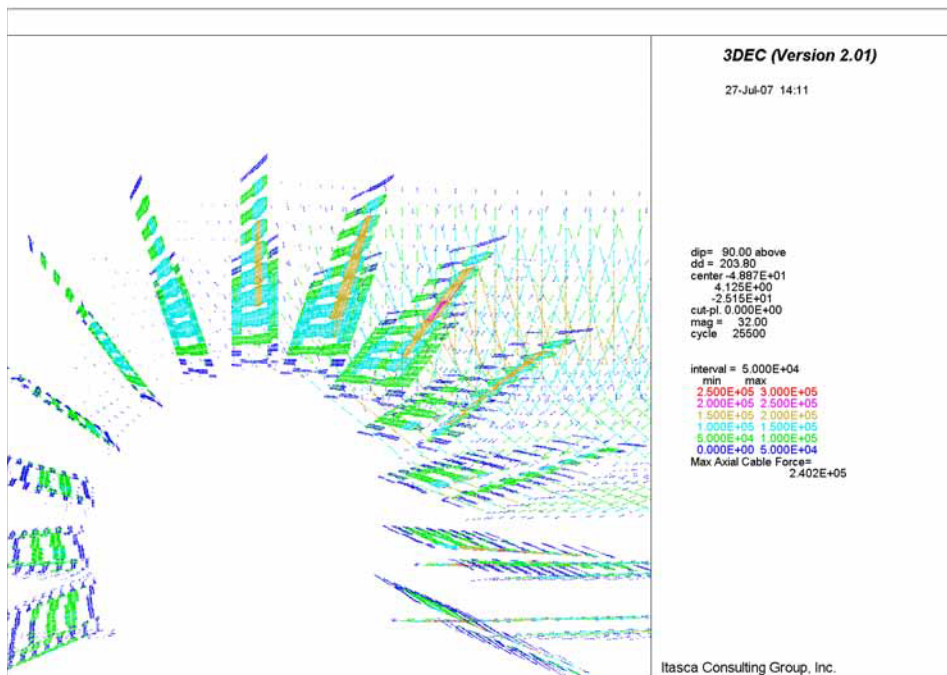 3DEC (Version 2.01)
27-Jul-07 14:11
dip= 90.00 above
dd = 203.80
center -4.887E+01
4.125E+00
-2.515E+01
cut-pl. 0.000E+00
mag = 32.00
cycle 25500
interval = 5.000E+04
min max
2.500E+05 3.000E+05
2.000E+05 2.500E+05
1.500E+05 2.000E+05
1.000E+05 1.500E+05
5.000E+04 1.000E+05
0.000E+00 5.000E+04
Max Axial Cable Force=
2.402E+05
Itasca Consulting Group, Inc.